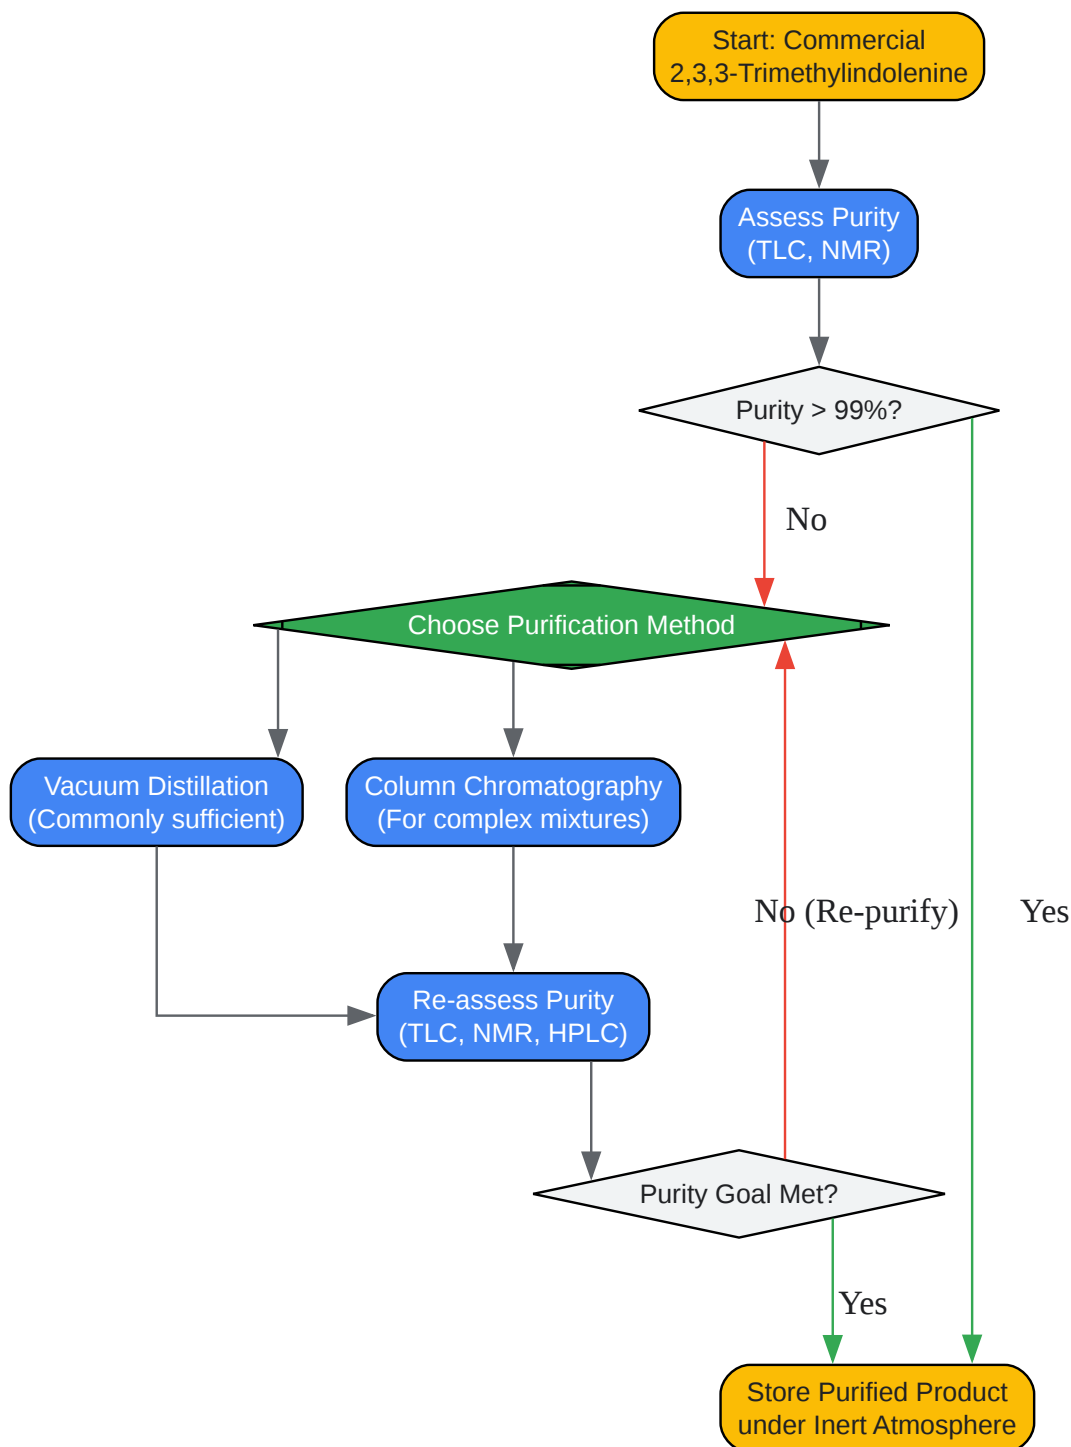 Start: Commercial
2,3,3-Trimethylindolenine
Assess Purity
(TLC, NMR)
Purity > 99%?
No
Choose Purification Method
Vacuum Distillation
(Commonly sufficient)
Column Chromatography
(For complex mixtures)
No (Re-purify)
Yes
Re-assess Purity
(TLC, NMR, HPLC)
Purity Goal Met?
Yes
Store Purified Product
under Inert Atmosphere